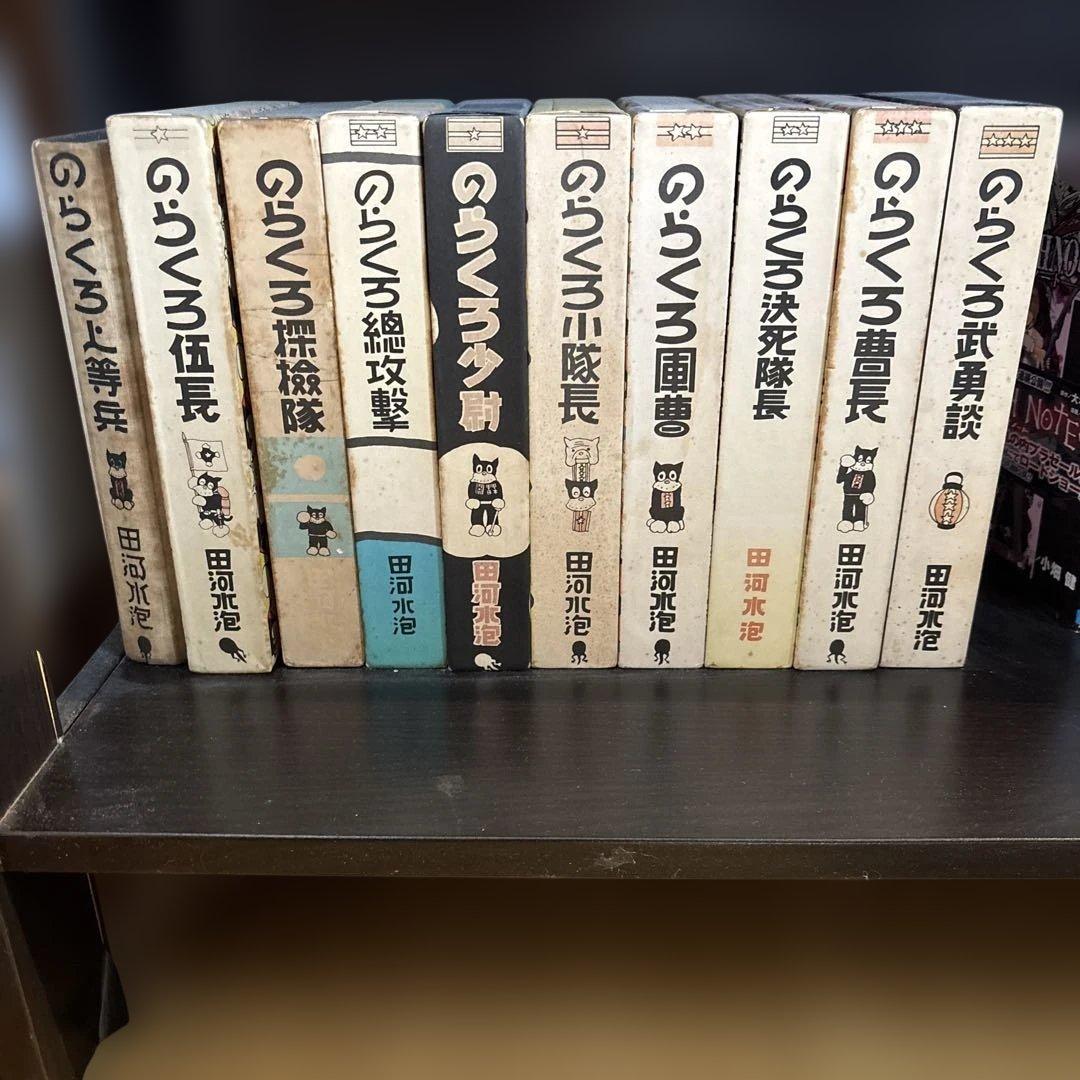 のらくろ上等兵
田河水泡
のらくろ伍長
田河水泡
のらくろ探險隊
のらくろ總攻擊
田河水泡
のらくろ少尉
田河水泡
のらくろ小隊長
田河水泡
のらくろ軍曹
田河水泡
のらくろ決死隊長
田河水泡
のらくろ曹長
田河水泡
のらくろ武勇談
田河水泡
NOTE
小畑健